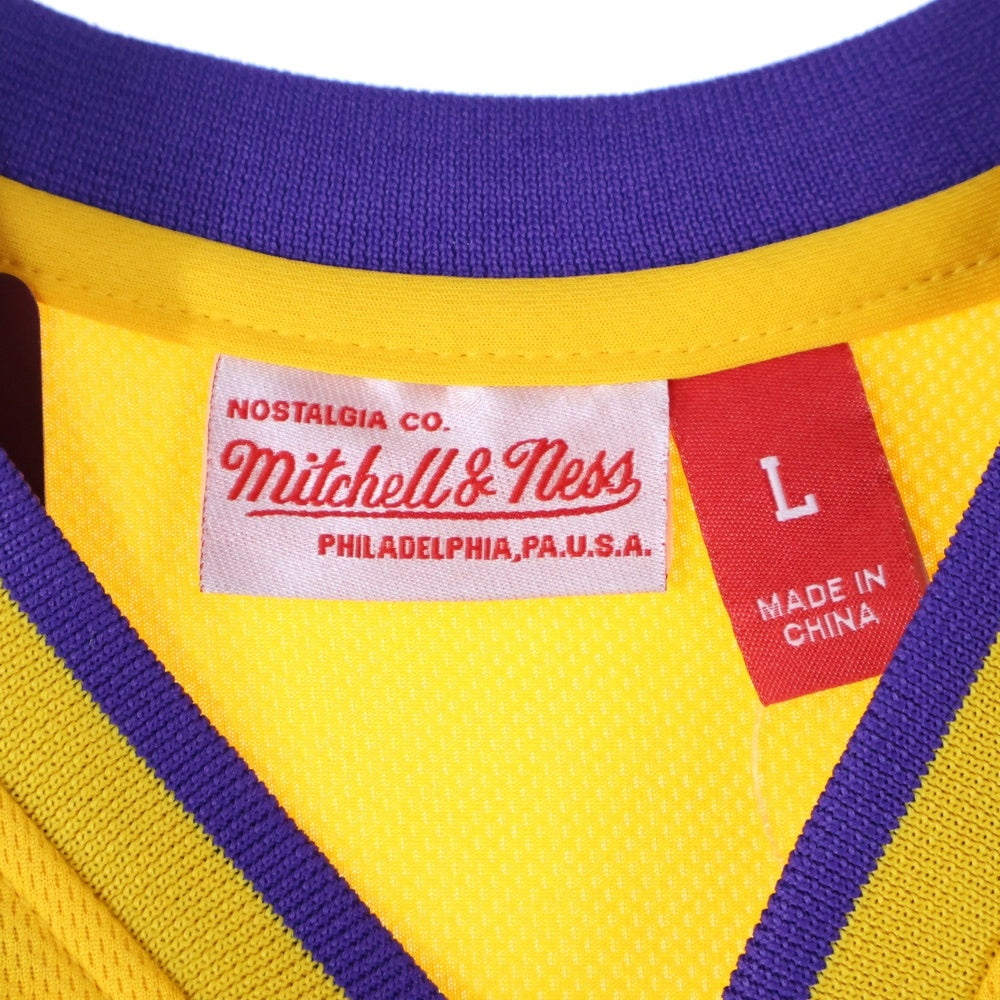 NOSTALGIA CO.
Mitchell & Ness
PHILADELPHIA, PA. U.S.A.
L
MADE IN
CHINA